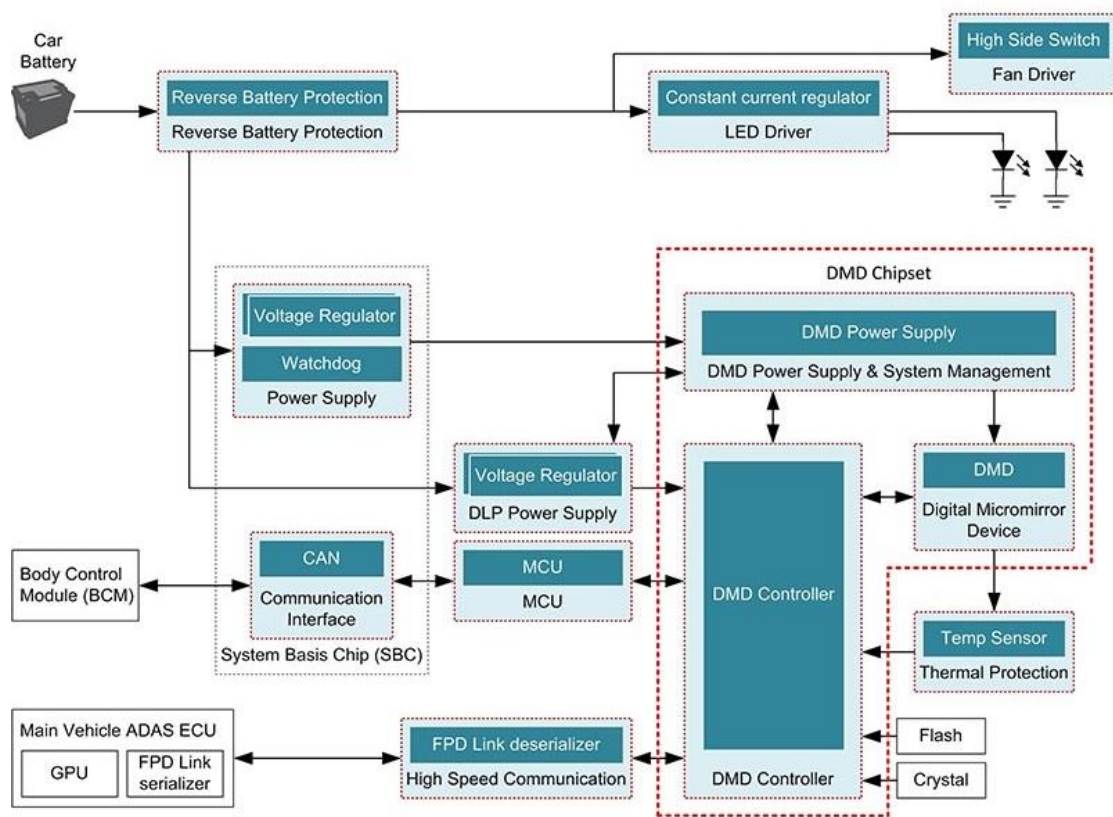 Car
Battery
Reverse Battery Protection
Reverse Battery Protection
High Side Switch
Fan Driver
Constant current regulator
LED Driver
DMD Chipset
Voltage Regulator
Watchdog
Power Supply
DMD Power Supply
DMD Power Supply & System Management
Voltage Regulator
DLP Power Supply
DMD
Digital Micromirror
Device
Body Control
Module (BCM)
CAN
Communication
Interface
System Basis Chip (SBC)
MCU
MCU
DMD Controller
DMD Controller
Temp Sensor
Thermal Protection
Main Vehicle ADAS ECU
GPU
FPD Link
serializer
FPD Link deserializer
High Speed Communication
Flash
Crystal